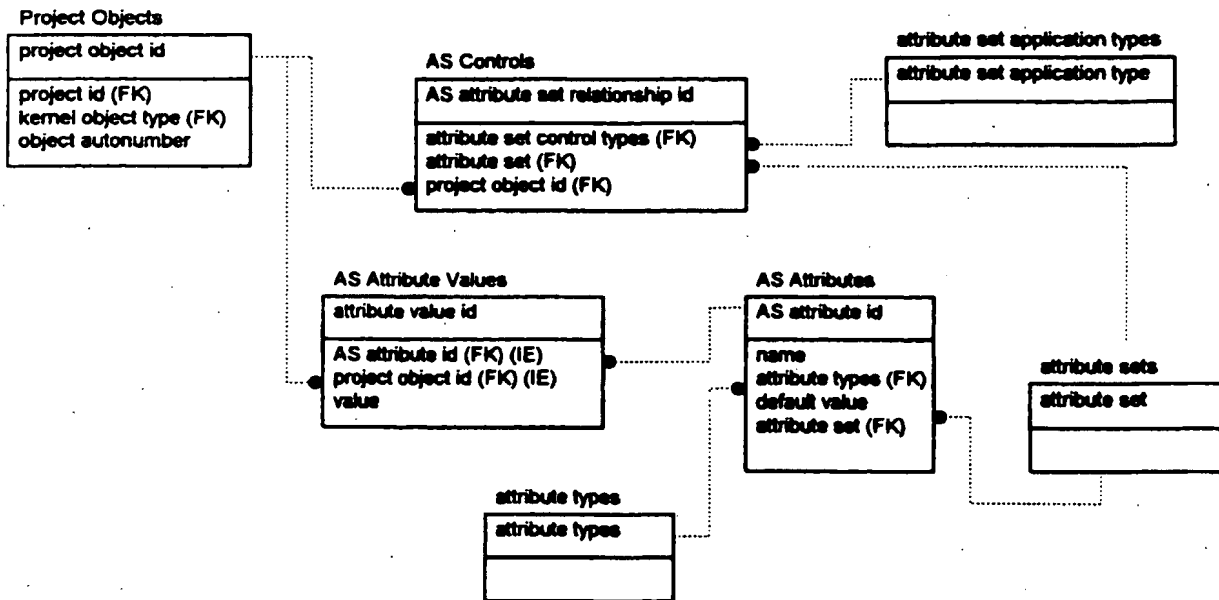 Project Objects
project object id
project id (FK)
kernel object type (FK)
object autonumber
AS Controls
AS attribute set relationship id
attribute set control types (FK)
attribute set (FK)
project object id (FK)
attribute set application types
attribute set application type
AS Attribute Values
attribute value id
AS attribute id (FK) (IE)
project object id (FK) (IE)
value
AS Attributes
AS attribute id
name
attribute types (FK)
default value
attribute set (FK)
attribute sets
attribute set
attribute types
attribute types